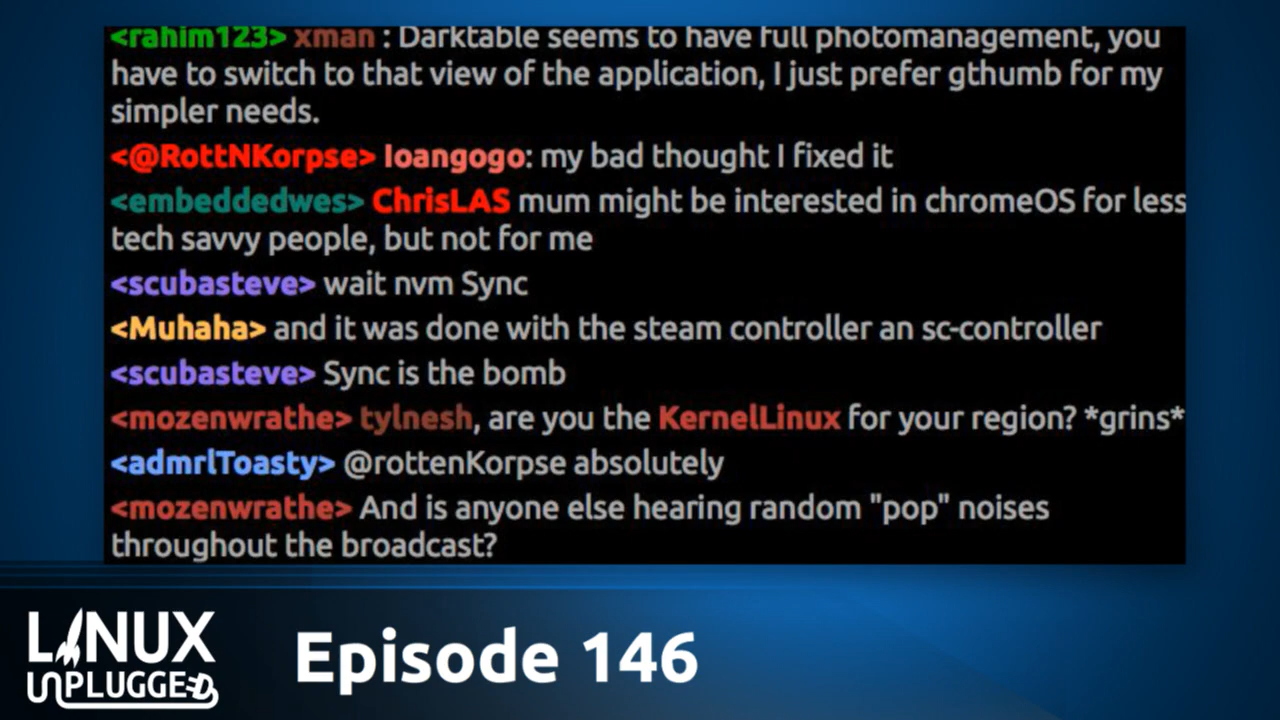 <rahim123> xman : Darktable seems to have full photomanagement, you
have to switch to that view of the application, I just prefer gthumb for my
simpler needs.
<@RottNKorpse> Ioangogo: my bad thought I fixed it
<embeddedwes> ChrisLAS mum might be interested in chromeOS for less
tech savvy people, but not for me
<scubasteve> wait nvm Sync
<Muhaha> and it was done with the steam controller an sc-controller
<scubasteve> Sync is the bomb
<mozenwrathe> tylnesh, are you the KernelLinux for your region? *grins*
<admrlToasty> @rottenKorpse absolutely
<mozenwrathe> And is anyone else hearing random "pop" noises
throughout the broadcast?
LINUX
UNPLUGGED
Episode 146